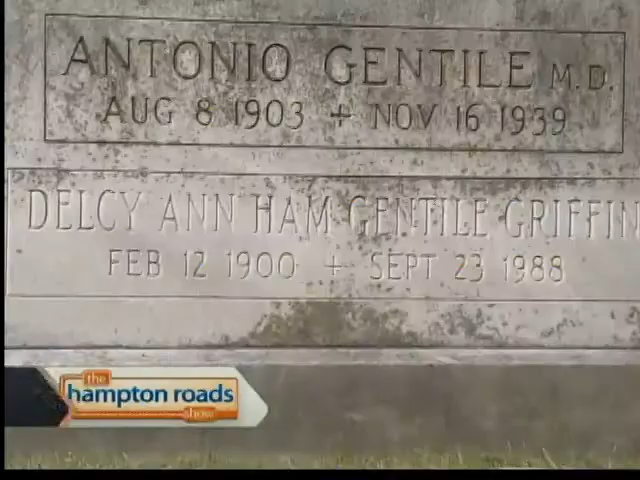 ANTONIO GENTILE M.D.
AUG 8 1903 + NOV 16 1939
DELCY ANN HAM GENTILE GRIFFIN
FEB 12 1900 + SEPT 23 1988
the
hampton roads
show